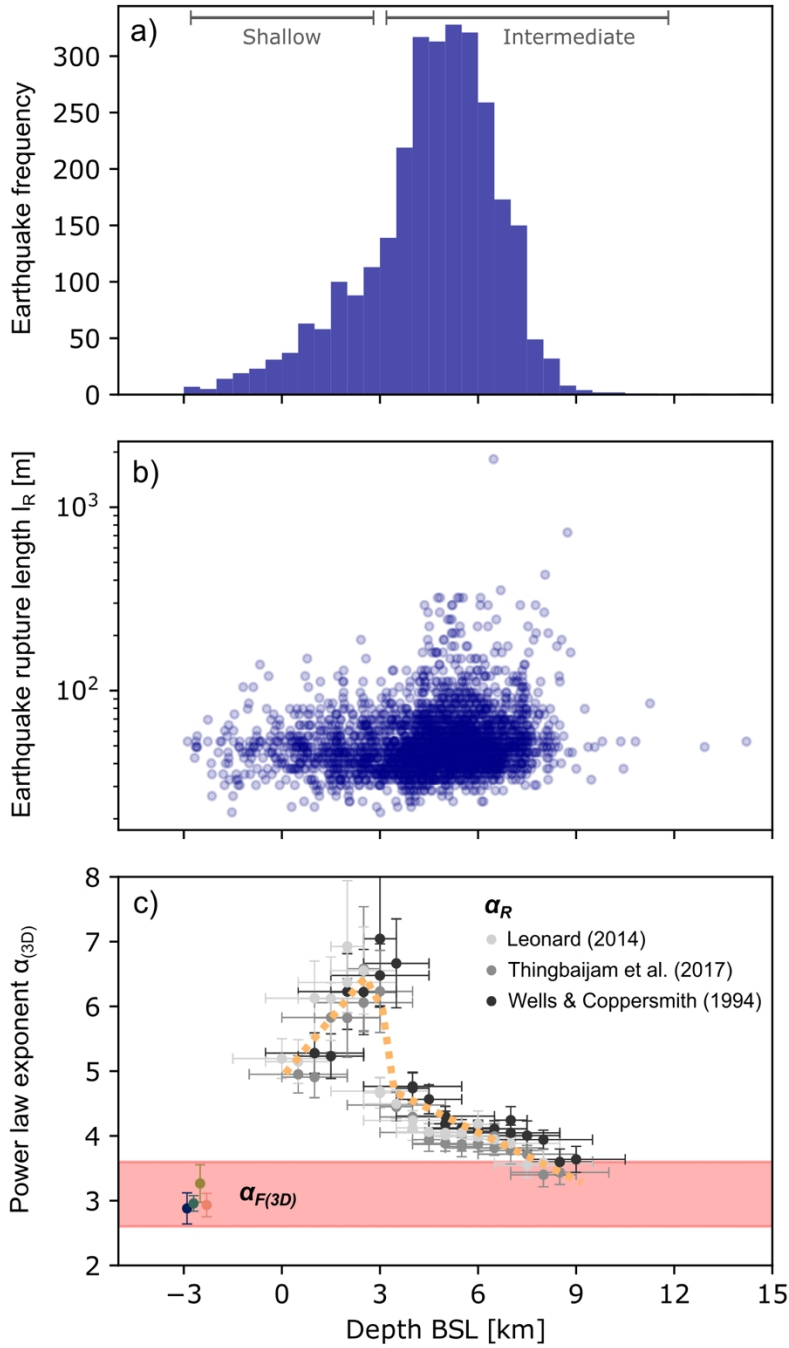 a)
Shallow
Intermediate
Earthquake frequency
300
250
200
150
100
50
0
b)
Earthquake rupture length l_R [m]
10³
10²
c)
Power law exponent α_(3D)
8
7
6
5
4
3
2
α_R
Leonard (2014)
Thingbaijam et al. (2017)
Wells & Coppersmith (1994)
α_F(3D)
−3 0 3 6 9 12 15
Depth BSL [km]